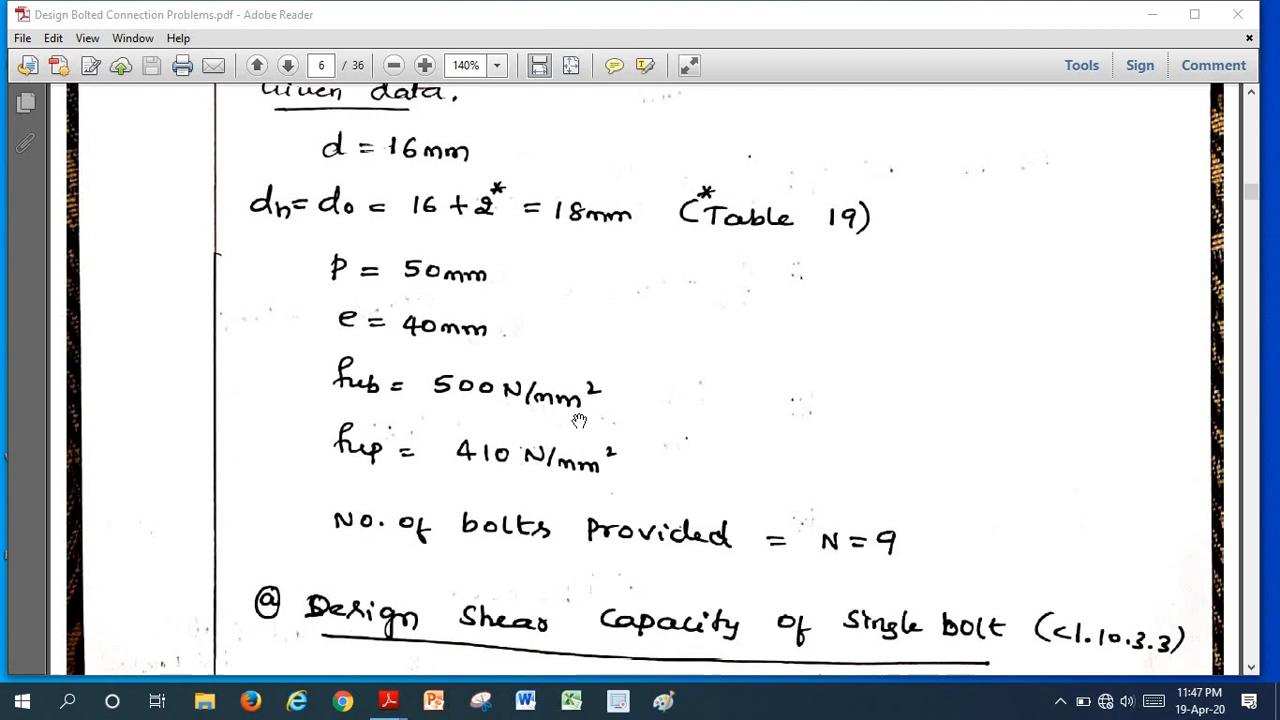 Design Bolted Connection Problems.pdf - Adobe Reader
File Edit View Window Help
6 / 36 140% Tools Sign Comment
Given data.
d = 16mm
dh = do = 16 + 2* = 18mm (*Table 19)
P = 50mm
e = 40mm
fub = 500 N/mm²
fup = 410 N/mm²
No. of bolts Provided = N = 9
@ Design Shear Capacity of Single bolt (cl.10.3.3)
11:47 PM
19-Apr-20